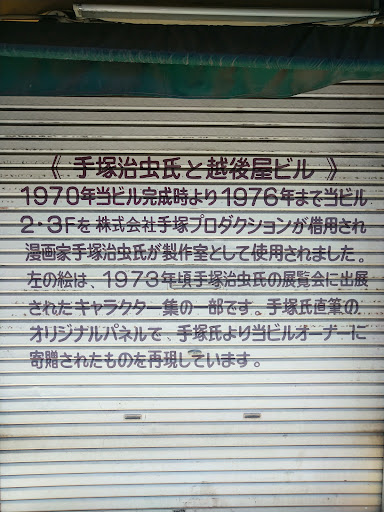 《 手塚治虫氏と越後屋ビル 》
1970年当ビル完成時より1976年まで当ビル
2・3Fを株式会社手塚プロダクションが借用され
漫画家手塚治虫氏が製作室として使用されました。
左の絵は、1973年頃手塚治虫氏の展覧会に出展
されたキャラクター集の一部です。手塚氏直筆の
オリジナルパネルで、手塚氏より当ビルオーナーに
寄贈されたものを再現しています。